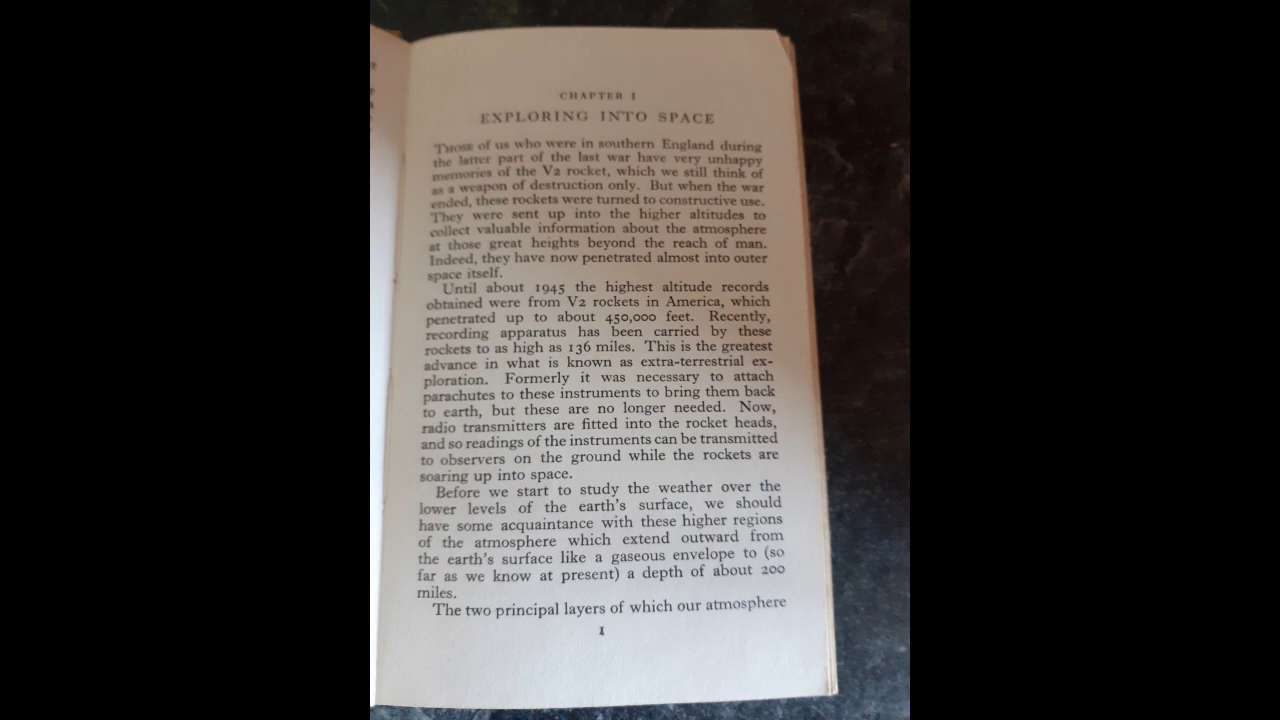 CHAPTER I
EXPLORING INTO SPACE
THOSE of us who were in southern England during
the latter part of the last war have very unhappy
memories of the V2 rocket, which we still think of
as a weapon of destruction only. But when the war
ended, these rockets were turned to constructive use.
They were sent up into the higher altitudes to
collect valuable information about the atmosphere
at those great heights beyond the reach of man.
Indeed, they have now penetrated almost into outer
space itself.
Until about 1945 the highest altitude records
obtained were from V2 rockets in America, which
penetrated up to about 450,000 feet. Recently,
recording apparatus has been carried by these
rockets to as high as 136 miles. This is the greatest
advance in what is known as extra-terrestrial ex-
ploration. Formerly it was necessary to attach
parachutes to these instruments to bring them back
to earth, but these are no longer needed. Now,
radio transmitters are fitted into the rocket heads,
and so readings of the instruments can be transmitted
to observers on the ground while the rockets are
soaring up into space.
Before we start to study the weather over the
lower levels of the earth's surface, we should
have some acquaintance with these higher regions
of the atmosphere which extend outward from
the earth's surface like a gaseous envelope to (so
far as we know at present) a depth of about 200
miles.
The two principal layers of which our atmosphere
1